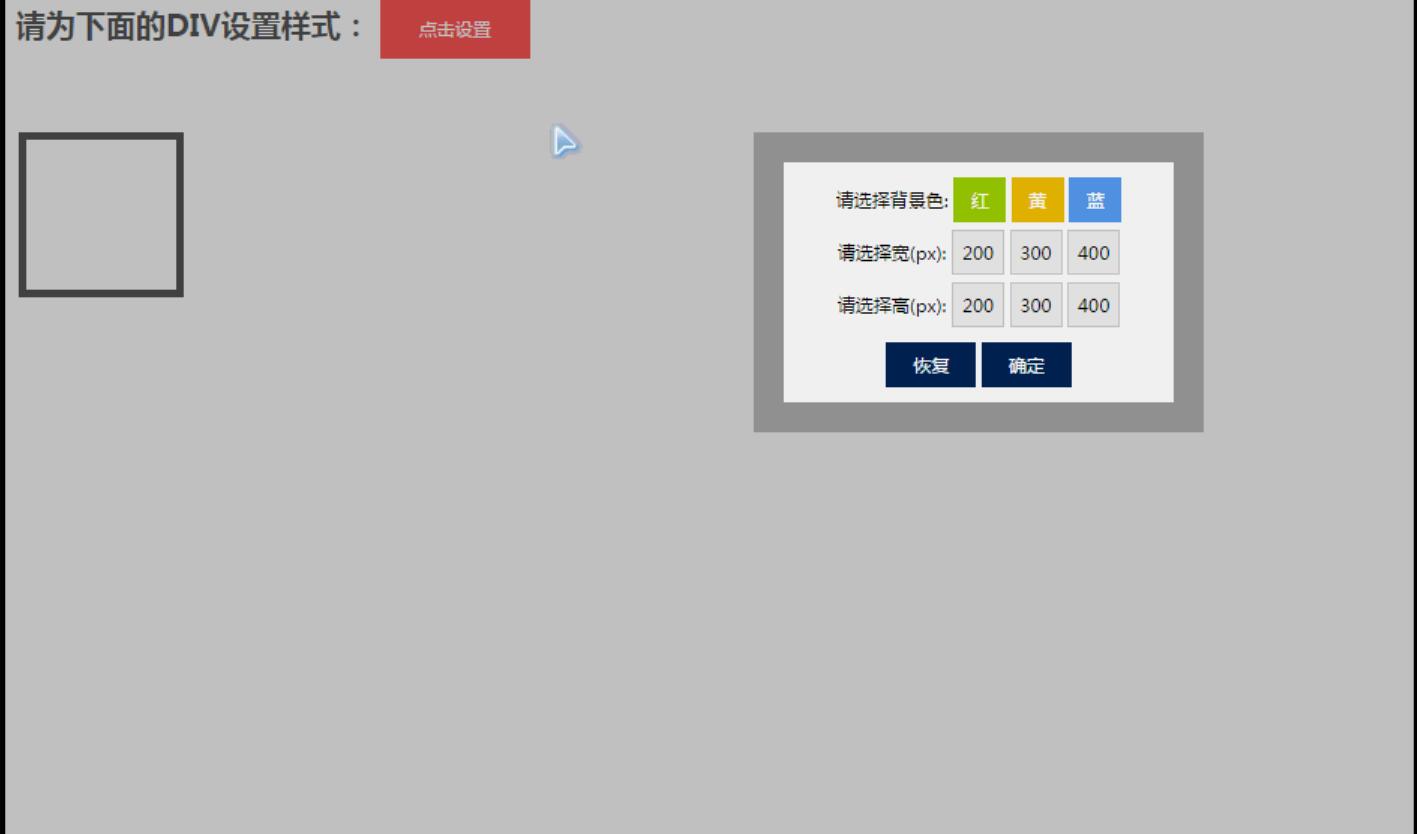 请为下面的DIV设置样式： 点击设置
请选择背景色: 红 黄 蓝
请选择宽(px): 200 300 400
请选择高(px): 200 300 400
恢复 确定